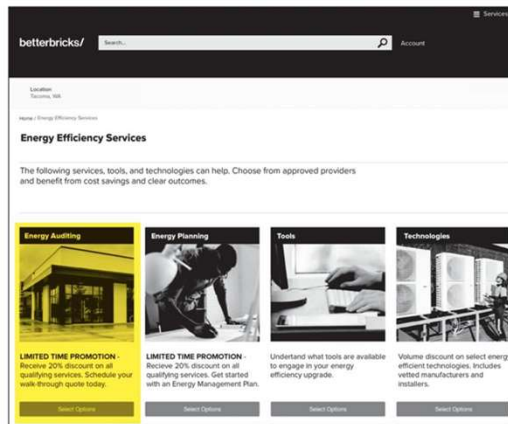 Services
betterbricks/
Search...
Account
Location
Tacoma, WA
Home / Energy Efficiency Services
Energy Efficiency Services
The following services, tools, and technologies can help. Choose from approved providers
and benefit from cost savings and clear outcomes.
Energy Auditing
LIMITED TIME PROMOTION -
Receive 20% discount on all
qualifying services. Schedule your
walk-through quote today.
Select Options
Energy Planning
LIMITED TIME PROMOTION -
Recieve 20% discount on all
qualifying services. Get started
with an Energy Management Plan.
Select Options
Tools
Undertand what tools are available
to engage in your energy
efficiency upgrade.
Select Options
Technologies
Volume discount on select energy
efficient technologies. Includes
vetted manufacturers and
installers.
Select Options